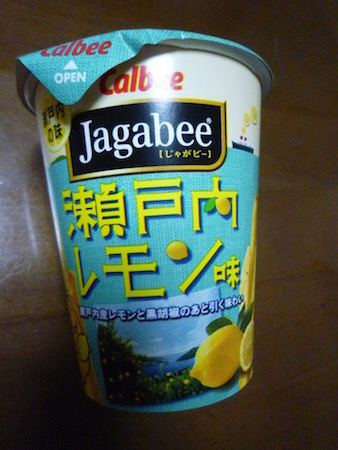 Calbee
OPEN
瀬戸内
の味
Calbee
Jagabee
【じゃがビー】
瀬戸内
レモン味
瀬戸内産レモンと黒胡椒のあと引く味わい